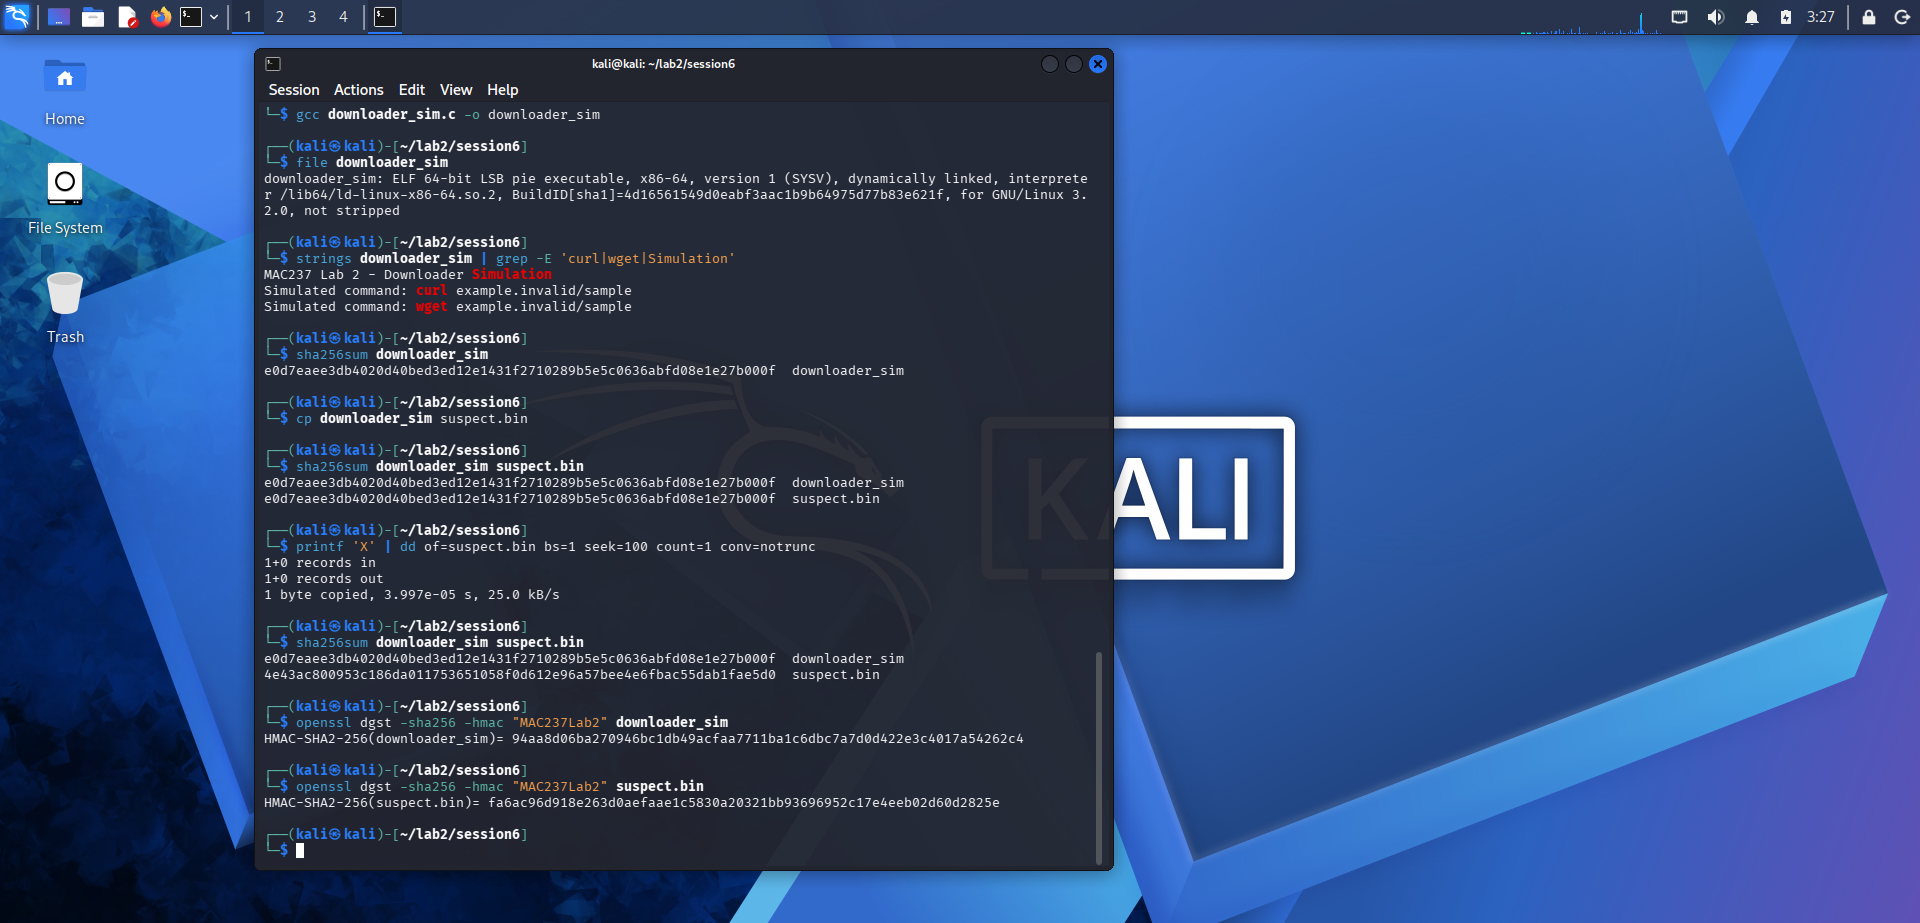 1 2 3 4
3:27
Home
File System
Trash
kali@kali: ~/lab2/session6
Session Actions Edit View Help
└─$ gcc downloader_sim.c -o downloader_sim
┌──(kali㉿kali)-[~/lab2/session6]
└─$ file downloader_sim
downloader_sim: ELF 64-bit LSB pie executable, x86-64, version 1 (SYSV), dynamically linked, interprete
r /lib64/ld-linux-x86-64.so.2, BuildID[sha1]=4d16561549d0eabf3aac1b9b64975d77b83e621f, for GNU/Linux 3.
2.0, not stripped
┌──(kali㉿kali)-[~/lab2/session6]
└─$ strings downloader_sim | grep -E 'curl|wget|Simulation'
MAC237 Lab 2 - Downloader Simulation
Simulated command: curl example.invalid/sample
Simulated command: wget example.invalid/sample
┌──(kali㉿kali)-[~/lab2/session6]
└─$ sha256sum downloader_sim
e0d7eaee3db4020d40bed3ed12e1431f2710289b5e5c0636abfd08e1e27b000f  downloader_sim
┌──(kali㉿kali)-[~/lab2/session6]
└─$ cp downloader_sim suspect.bin
┌──(kali㉿kali)-[~/lab2/session6]
└─$ sha256sum downloader_sim suspect.bin
e0d7eaee3db4020d40bed3ed12e1431f2710289b5e5c0636abfd08e1e27b000f  downloader_sim
e0d7eaee3db4020d40bed3ed12e1431f2710289b5e5c0636abfd08e1e27b000f  suspect.bin
┌──(kali㉿kali)-[~/lab2/session6]
└─$ printf 'X' | dd of=suspect.bin bs=1 seek=100 count=1 conv=notrunc
1+0 records in
1+0 records out
1 byte copied, 3.997e-05 s, 25.0 kB/s
┌──(kali㉿kali)-[~/lab2/session6]
└─$ sha256sum downloader_sim suspect.bin
e0d7eaee3db4020d40bed3ed12e1431f2710289b5e5c0636abfd08e1e27b000f  downloader_sim
4e43ac800953c186da011753651058f0d612e96a57bee4e6fbac55dab1fae5d0  suspect.bin
┌──(kali㉿kali)-[~/lab2/session6]
└─$ openssl dgst -sha256 -hmac "MAC237Lab2" downloader_sim
HMAC-SHA2-256(downloader_sim)= 94aa8d06ba270946bc1db49acfaa7711ba1c6dbc7a7d0d422e3c4017a54262c4
┌──(kali㉿kali)-[~/lab2/session6]
└─$ openssl dgst -sha256 -hmac "MAC237Lab2" suspect.bin
HMAC-SHA2-256(suspect.bin)= fa6ac96d918e263d0aefaae1c5830a20321bb93696952c17e4eeb02d60d2825e
┌──(kali㉿kali)-[~/lab2/session6]
└─$
KALI